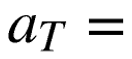 a_T =